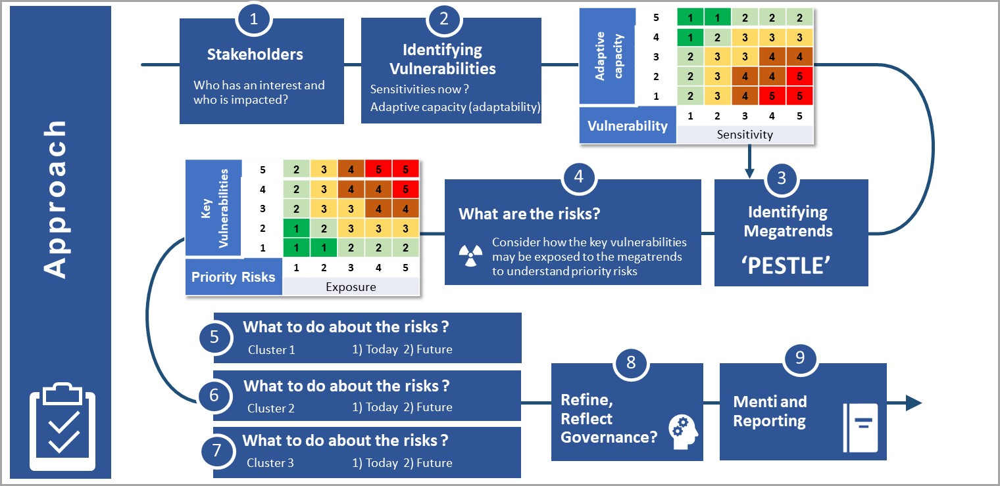 Approach
1
Stakeholders
Who has an interest and
who is impacted?
2
Identifying
Vulnerabilities
Sensitivities now ?
Adaptive capacity (adaptability)
Adaptive
capacity
5 1 1 2 2 2
4 1 2 3 3 3
3 2 3 3 4 4
2 2 3 4 4 5
1 2 3 4 5 5
Vulnerability
1 2 3 4 5
Sensitivity
3
Identifying
Megatrends
‘PESTLE’
4
What are the risks?
Consider how the key vulnerabilities
may be exposed to the megatrends
to understand priority risks
Key
Vulnerabilities
5 2 3 4 5 5
4 2 3 4 4 5
3 2 3 3 4 4
2 1 2 3 3 3
1 1 1 2 2 2
Priority Risks
1 2 3 4 5
Exposure
5
What to do about the risks ?
Cluster 1 1) Today 2) Future
6
What to do about the risks ?
Cluster 2 1) Today 2) Future
7
What to do about the risks ?
Cluster 3 1) Today 2) Future
8
Refine,
Reflect
Governance?
9
Menti and
Reporting